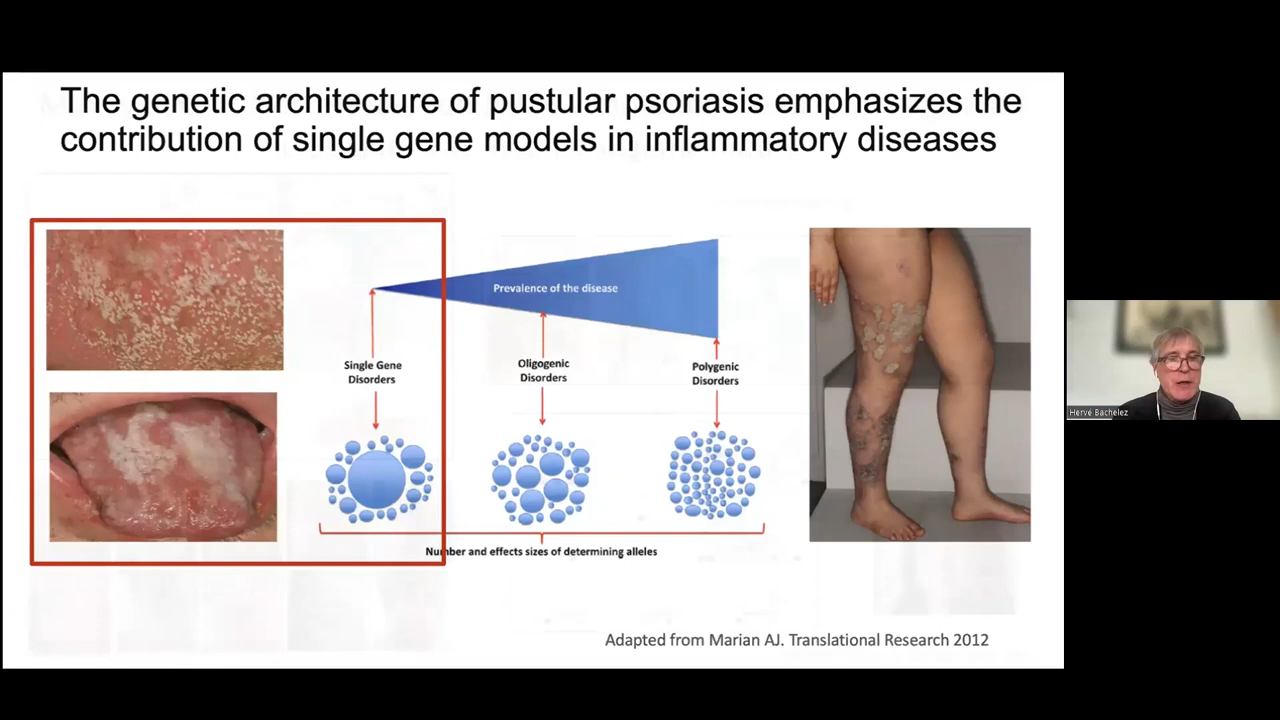 The genetic architecture of pustular psoriasis emphasizes the
contribution of single gene models in inflammatory diseases
Prevalence of the disease
Single Gene
Disorders
Oligogenic
Disorders
Polygenic
Disorders
Number and effects sizes of determining alleles
Adapted from Marian AJ. Translational Research 2012
Hervé Bachelez